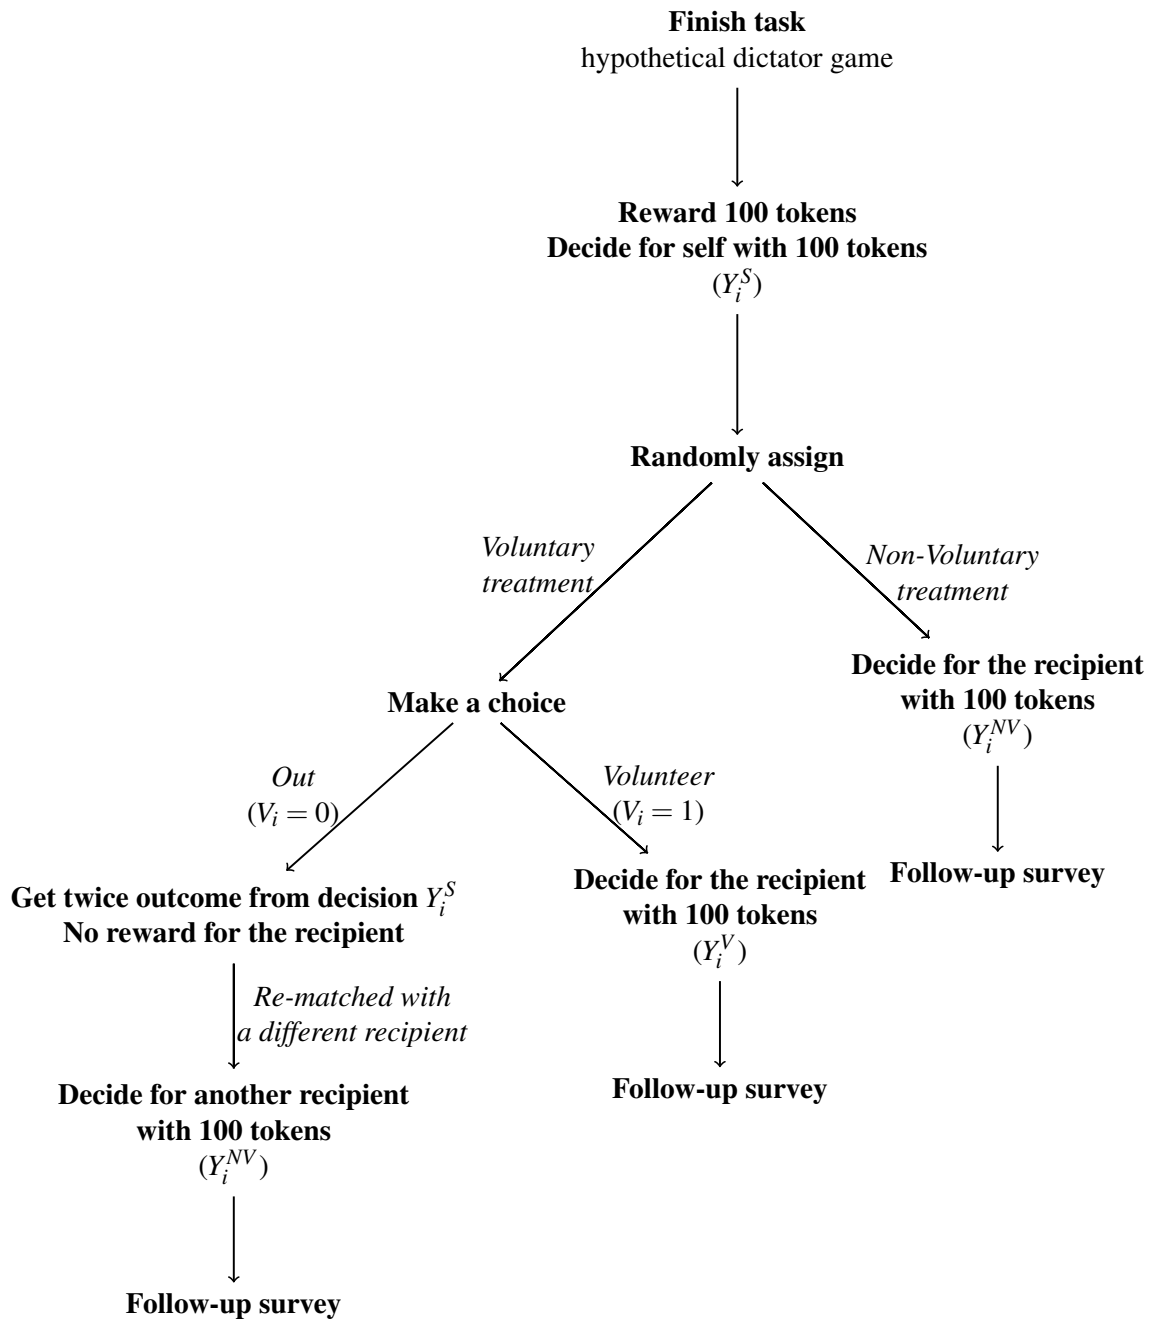 Finish task
hypothetical dictator game
Reward 100 tokens
Decide for self with 100 tokens
(Y_i^S)
Randomly assign
Voluntary
treatment
Non-Voluntary
treatment
Make a choice
Decide for the recipient
with 100 tokens
(Y_i^{NV})
Out
(V_i = 0)
Volunteer
(V_i = 1)
Get twice outcome from decision Y_i^S
No reward for the recipient
Decide for the recipient
with 100 tokens
(Y_i^V)
Follow-up survey
Re-matched with
a different recipient
Follow-up survey
Decide for another recipient
with 100 tokens
(Y_i^{NV})
Follow-up survey